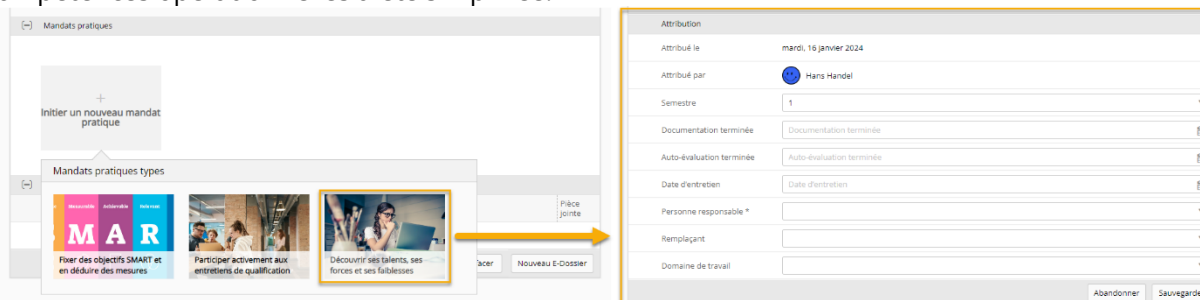 Mandats pratiques
+
Initier un nouveau mandat
pratique
Mandats pratiques types
M A R
Fixer des objectifs SMART et
en déduire des mesures
Participer activement aux
entretiens de qualification
Découvrir ses talents, ses
forces et ses faiblesses
Pièce
jointe
Nouveau E-Dossier
Attribution
Attribué le
mardi, 16 janvier 2024
Attribué par
Hans Handel
Semestre
1
Documentation terminée
Documentation terminée
Auto-évaluation terminée
Auto-évaluation terminée
Date d'entretien
Date d'entretien
Personne responsable *
Remplaçant
Domaine de travail
Abandonner
Sauvegarde